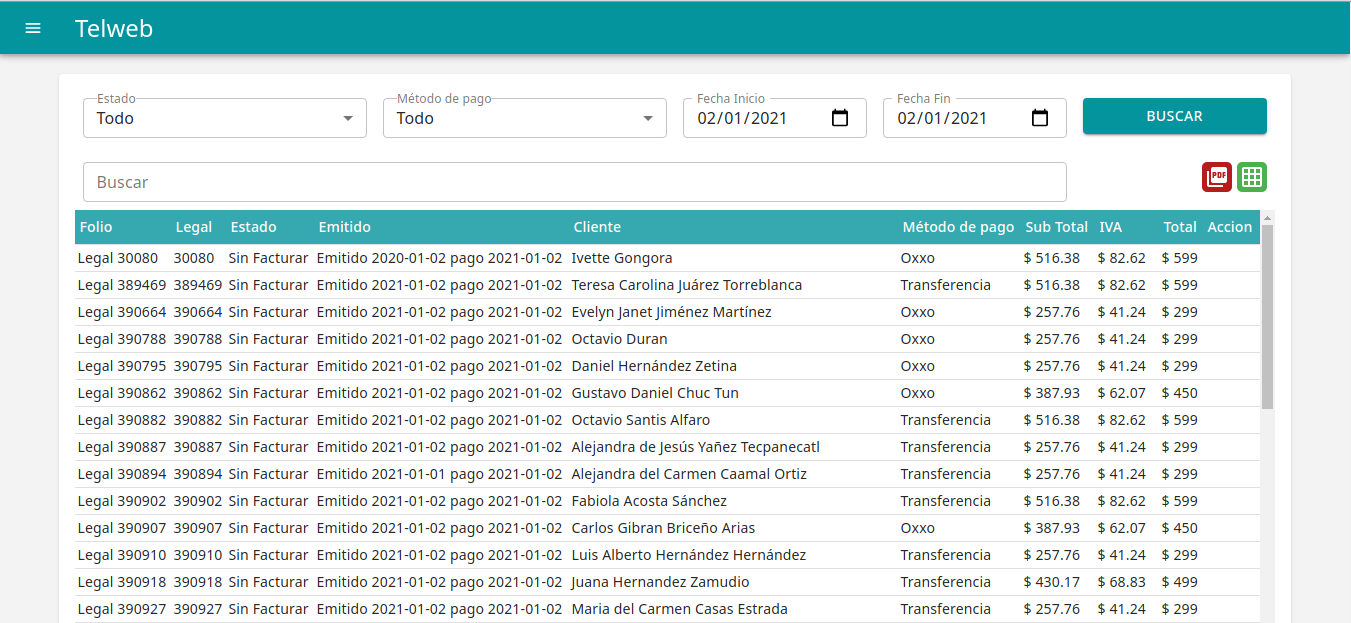 Telweb
Estado Método de pago Fecha Inicio Fecha Fin
Todo Todo 02/01/2021 02/01/2021 BUSCAR
Buscar PDF
Folio Legal Estado Emitido Cliente Método de pago Sub Total IVA Total Accion
Legal 30080 30080 Sin Facturar Emitido 2020-01-02 pago 2021-01-02 Ivette Gongora Oxxo $ 516.38 $ 82.62 $ 599
Legal 389469 389469 Sin Facturar Emitido 2021-01-02 pago 2021-01-02 Teresa Carolina Juárez Torreblanca Transferencia $ 516.38 $ 82.62 $ 599
Legal 390664 390664 Sin Facturar Emitido 2021-01-02 pago 2021-01-02 Evelyn Janet Jiménez Martínez Oxxo $ 257.76 $ 41.24 $ 299
Legal 390788 390788 Sin Facturar Emitido 2021-01-02 pago 2021-01-02 Octavio Duran Oxxo $ 257.76 $ 41.24 $ 299
Legal 390795 390795 Sin Facturar Emitido 2021-01-02 pago 2021-01-02 Daniel Hernández Zetina Oxxo $ 257.76 $ 41.24 $ 299
Legal 390862 390862 Sin Facturar Emitido 2021-01-02 pago 2021-01-02 Gustavo Daniel Chuc Tun Oxxo $ 387.93 $ 62.07 $ 450
Legal 390882 390882 Sin Facturar Emitido 2021-01-02 pago 2021-01-02 Octavio Santis Alfaro Transferencia $ 516.38 $ 82.62 $ 599
Legal 390887 390887 Sin Facturar Emitido 2021-01-02 pago 2021-01-02 Alejandra de Jesús Yañez Tecpanecatl Transferencia $ 257.76 $ 41.24 $ 299
Legal 390894 390894 Sin Facturar Emitido 2021-01-01 pago 2021-01-02 Alejandra del Carmen Caamal Ortiz Transferencia $ 257.76 $ 41.24 $ 299
Legal 390902 390902 Sin Facturar Emitido 2021-01-02 pago 2021-01-02 Fabiola Acosta Sánchez Transferencia $ 516.38 $ 82.62 $ 599
Legal 390907 390907 Sin Facturar Emitido 2021-01-02 pago 2021-01-02 Carlos Gibran Briceño Arias Oxxo $ 387.93 $ 62.07 $ 450
Legal 390910 390910 Sin Facturar Emitido 2021-01-02 pago 2021-01-02 Luis Alberto Hernández Hernández Transferencia $ 257.76 $ 41.24 $ 299
Legal 390918 390918 Sin Facturar Emitido 2021-01-02 pago 2021-01-02 Juana Hernandez Zamudio Transferencia $ 430.17 $ 68.83 $ 499
Legal 390927 390927 Sin Facturar Emitido 2021-01-02 pago 2021-01-02 Maria del Carmen Casas Estrada Transferencia $ 257.76 $ 41.24 $ 299